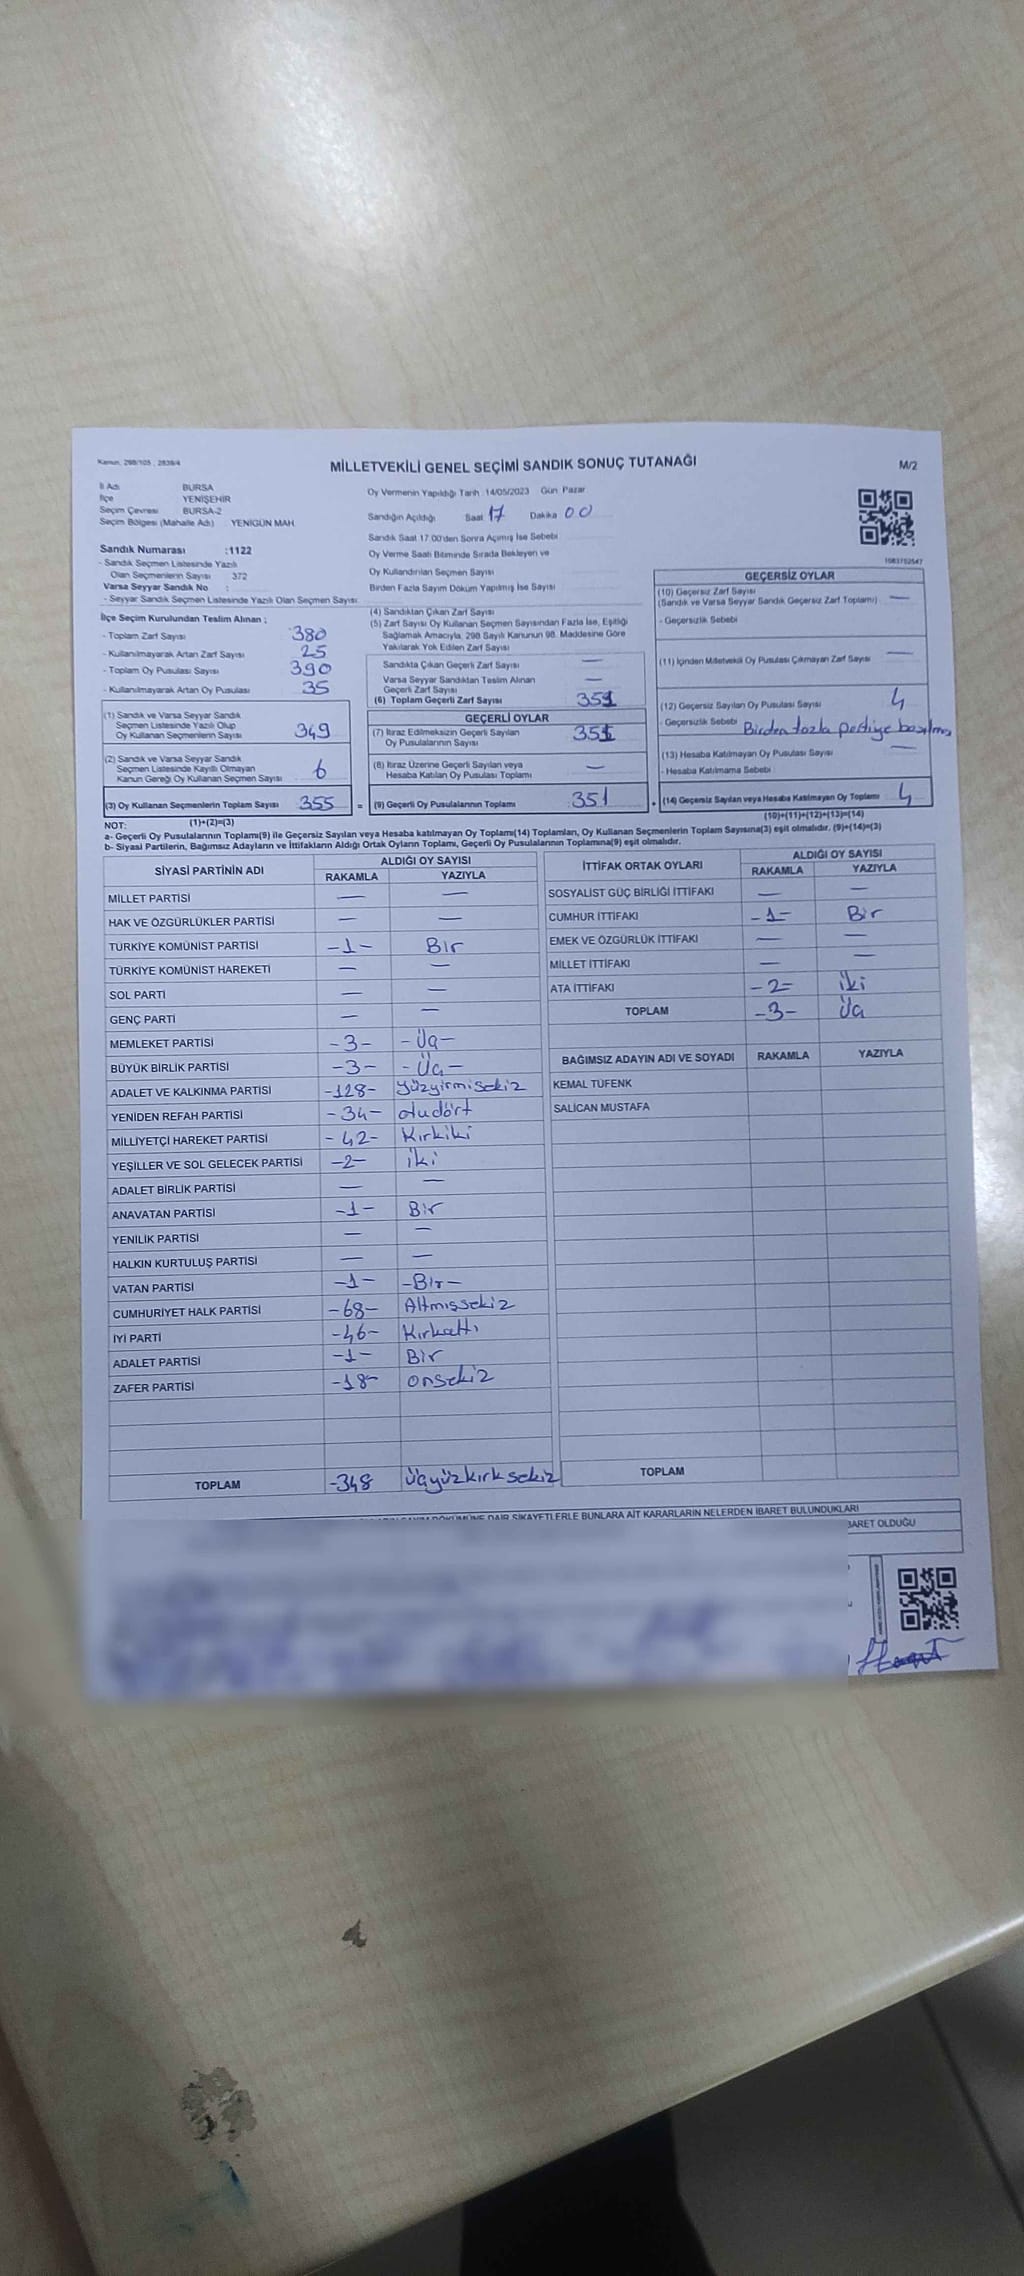 Kanun, 298/105 , 2839/4
MİLLETVEKİLİ GENEL SEÇİMİ SANDIK SONUÇ TUTANAĞI
M/2
İl Adı BURSA
İlçe YENİŞEHİR
Seçim Çevresi BURSA-2
Seçim Bölgesi (Mahalle Adı) YENİGÜN MAH.
Oy Vermenin Yapıldığı Tarih 14/05/2023 Gün Pazar
Sandığın Açıldığı Saat 17 Dakika 00
Sandık Saat 17.00'den Sonra Açılmış İse Sebebi
Oy Verme Saati Bitiminde Sırada Bekleyen ve
Oy Kullandırılan Seçmen Sayısı
Birden Fazla Sayım Döküm Yapılmış İse Sayısı
Sandık Numarası :1122
- Sandık Seçmen Listesinde Yazılı
Olan Seçmenlerin Sayısı 372
Varsa Seyyar Sandık No :
- Seyyar Sandık Seçmen Listesinde Yazılı Olan Seçmen Sayısı:
İlçe Seçim Kurulundan Teslim Alınan ;
- Toplam Zarf Sayısı 380
- Kullanılmayarak Artan Zarf Sayısı 25
- Toplam Oy Pusulası Sayısı 390
- Kullanılmayarak Artan Oy Pusulası 35
(1) Sandık ve Varsa Seyyar Sandık
Seçmen Listesinde Yazılı Olup
Oy Kullanan Seçmenlerin Sayısı 349
(2) Sandık ve Varsa Seyyar Sandık
Seçmen Listesinde Kayıtlı Olmayan
Kanun Gereği Oy Kullanan Seçmen Sayısı 6
(3) Oy Kullanan Seçmenlerin Toplam Sayısı 355 =
(4) Sandıktan Çıkan Zarf Sayısı
(5) Zarf Sayısı Oy Kullanan Seçmen Sayısından Fazla İse, Eşitliği
Sağlamak Amacıyla, 298 Sayılı Kanunun 98. Maddesine Göre
Yakılarak Yok Edilen Zarf Sayısı
Sandıkta Çıkan Geçerli Zarf Sayısı —
Varsa Seyyar Sandıktan Teslim Alınan
Geçerli Zarf Sayısı —
(6) Toplam Geçerli Zarf Sayısı 351
GEÇERLİ OYLAR
(7) İtiraz Edilmeksizin Geçerli Sayılan
Oy Pusulalarının Sayısı 351
(8) İtiraz Üzerine Geçerli Sayılan veya
Hesaba Katılan Oy Pusulası Toplamı —
(9) Geçerli Oy Pusulalarının Toplamı 351 +
GEÇERSİZ OYLAR
(10) Geçersiz Zarf Sayısı
(Sandık ve Varsa Seyyar Sandık Geçersiz Zarf Toplamı) —
- Geçersizlik Sebebi
(11) İçinden Milletvekili Oy Pusulası Çıkmayan Zarf Sayısı —
(12) Geçersiz Sayılan Oy Pusulası Sayısı 4
- Geçersizlik Sebebi Birden fazla partiye
(13) Hesaba Katılmayan Oy Pusulası Sayısı —
- Hesaba Katılmama Sebebi
(14) Geçersiz Sayılan veya Hesaba Katılmayan Oy Toplamı 4
NOT: (1)+(2)=(3)
(10)+(11)+(12)+(13)=(14)
a- Geçerli Oy Pusulalarının Toplamı(9) ile Geçersiz Sayılan veya Hesaba katılmayan Oy Toplamı(14) Toplamları, Oy Kullanan Seçmenlerin Toplam Sayısına(3) eşit olmalıdır. (9)+(14)=(3)
b- Siyasi Partilerin, Bağımsız Adayların ve İttifakların Aldığı Ortak Oyların Toplamı, Geçerli Oy Pusulalarının Toplamına(9) eşit olmalıdır.
SİYASİ PARTİNİN ADI ALDIĞI OY SAYISI
RAKAMLA YAZIYLA
MİLLET PARTİSİ — —
HAK VE ÖZGÜRLÜKLER PARTİSİ — —
TÜRKİYE KOMÜNİST PARTİSİ -1- Bir
TÜRKİYE KOMÜNİST HAREKETİ — —
SOL PARTİ — —
GENÇ PARTİ — —
MEMLEKET PARTİSİ -3- -Üç-
BÜYÜK BİRLİK PARTİSİ -3- -Üç-
ADALET VE KALKINMA PARTİSİ -128- yüzyirmisekiz
YENİDEN REFAH PARTİSİ -34- otudört
MİLLİYETÇİ HAREKET PARTİSİ -42- Kırkiki
YEŞİLLER VE SOL GELECEK PARTİSİ -2- iki
ADALET BİRLİK PARTİSİ — —
ANAVATAN PARTİSİ -1- Bir
YENİLİK PARTİSİ — —
HALKIN KURTULUŞ PARTİSİ — —
VATAN PARTİSİ -1- -Bir-
CUMHURİYET HALK PARTİSİ -68- Altmışsekiz
İYİ PARTİ -46- Kırkaltı
ADALET PARTİSİ -1- Bir
ZAFER PARTİSİ -18- onsekiz
TOPLAM -348 üçyüzkırksekiz
İTTİFAK ORTAK OYLARI ALDIĞI OY SAYISI
RAKAMLA YAZIYLA
SOSYALİST GÜÇ BİRLİĞİ İTTİFAKI — —
CUMHUR İTTİFAKI -1- Bir
EMEK VE ÖZGÜRLÜK İTTİFAKI — —
MİLLET İTTİFAKI — —
ATA İTTİFAKI -2- iki
TOPLAM -3- Üç
BAĞIMSIZ ADAYIN ADI VE SOYADI RAKAMLA YAZIYLA
KEMAL TÜFENK
SALİCAN MUSTAFA
TOPLAM
DAİR ŞİKAYETLERLE BUNLARA AİT KARARLARIN NELERDEN İBARET BULUNDUKLARI
BARET OLDUĞU